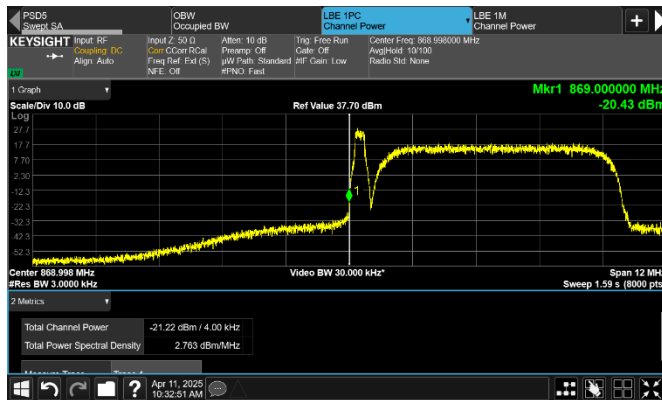 PSD5
Swept SA
OBW
Occupied BW
LBE 1PC
Channel Power
LBE 1M
Channel Power
KEYSIGHT
Input: RF
Coupling: DC
Align: Auto
Input Z: 50 Ω
Corr CCorr RCal
Freq Ref: Ext (S)
NFE: Off
Atten: 10 dB
Preamp: Off
µW Path: Standard
#PNO: Fast
Trig: Free Run
Gate: Off
#IF Gain: Low
Center Freq: 868.998000 MHz
Avg|Hold: 10/100
Radio Std: None
1 Graph
Mkr1 869.000000 MHz
Scale/Div 10.0 dB
Ref Value 37.70 dBm
-20.43 dBm
Log
27.7
17.7
7.70
-2.30
-12.3
-22.3
-32.3
-42.3
-52.3
1
Center 868.998 MHz
Video BW 30.000 kHz*
Span 12 MHz
#Res BW 3.0000 kHz
Sweep 1.59 s (8000 pts)
2 Metrics
Total Channel Power
-21.22 dBm / 4.00 kHz
Total Power Spectral Density
2.763 dBm/MHz
Measure Trace
Trace 1
Apr 11, 2025
10:32:51 AM